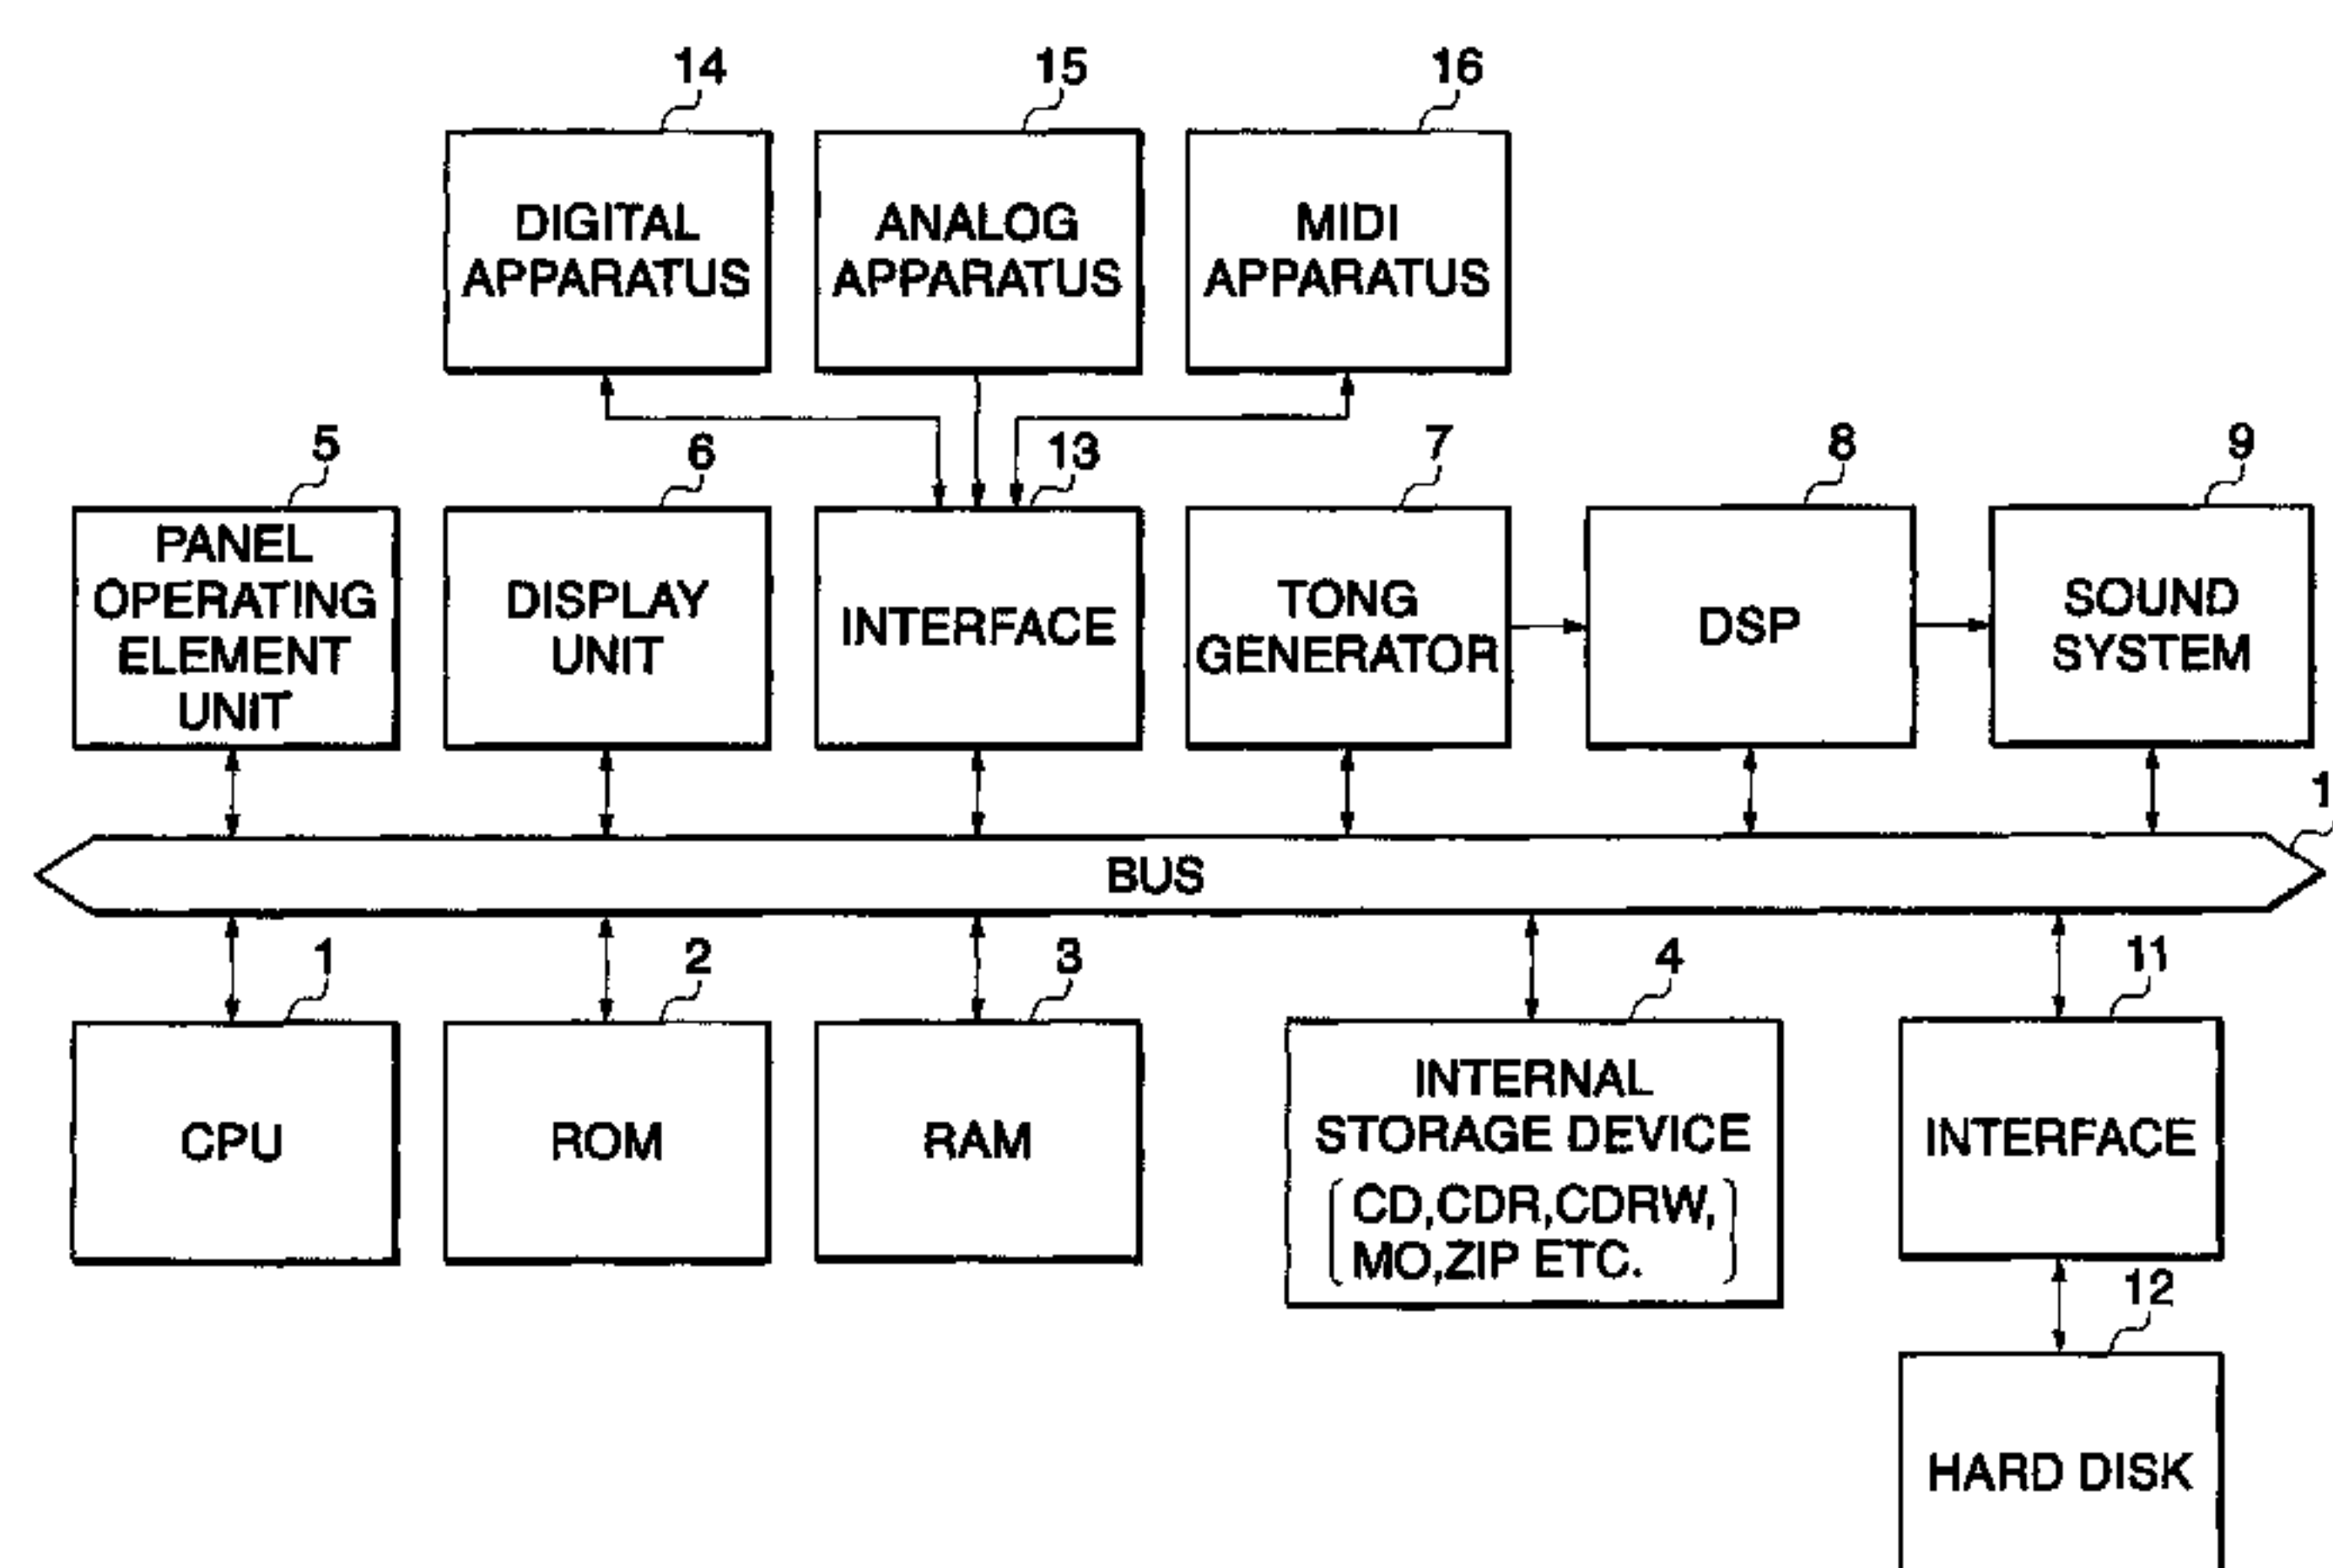 14
15
16
DIGITAL
APPARATUS
ANALOG
APPARATUS
MIDI
APPARATUS
5
6
13
7
8
9
PANEL
OPERATING
ELEMENT
UNIT
DISPLAY
UNIT
INTERFACE
TONG
GENERATOR
DSP
SOUND
SYSTEM
BUS
1
2
3
4
11
CPU
ROM
RAM
INTERNAL
STORAGE DEVICE
CD,CDR,CDRW,
MO,ZIP ETC.
INTERFACE
12
HARD DISK